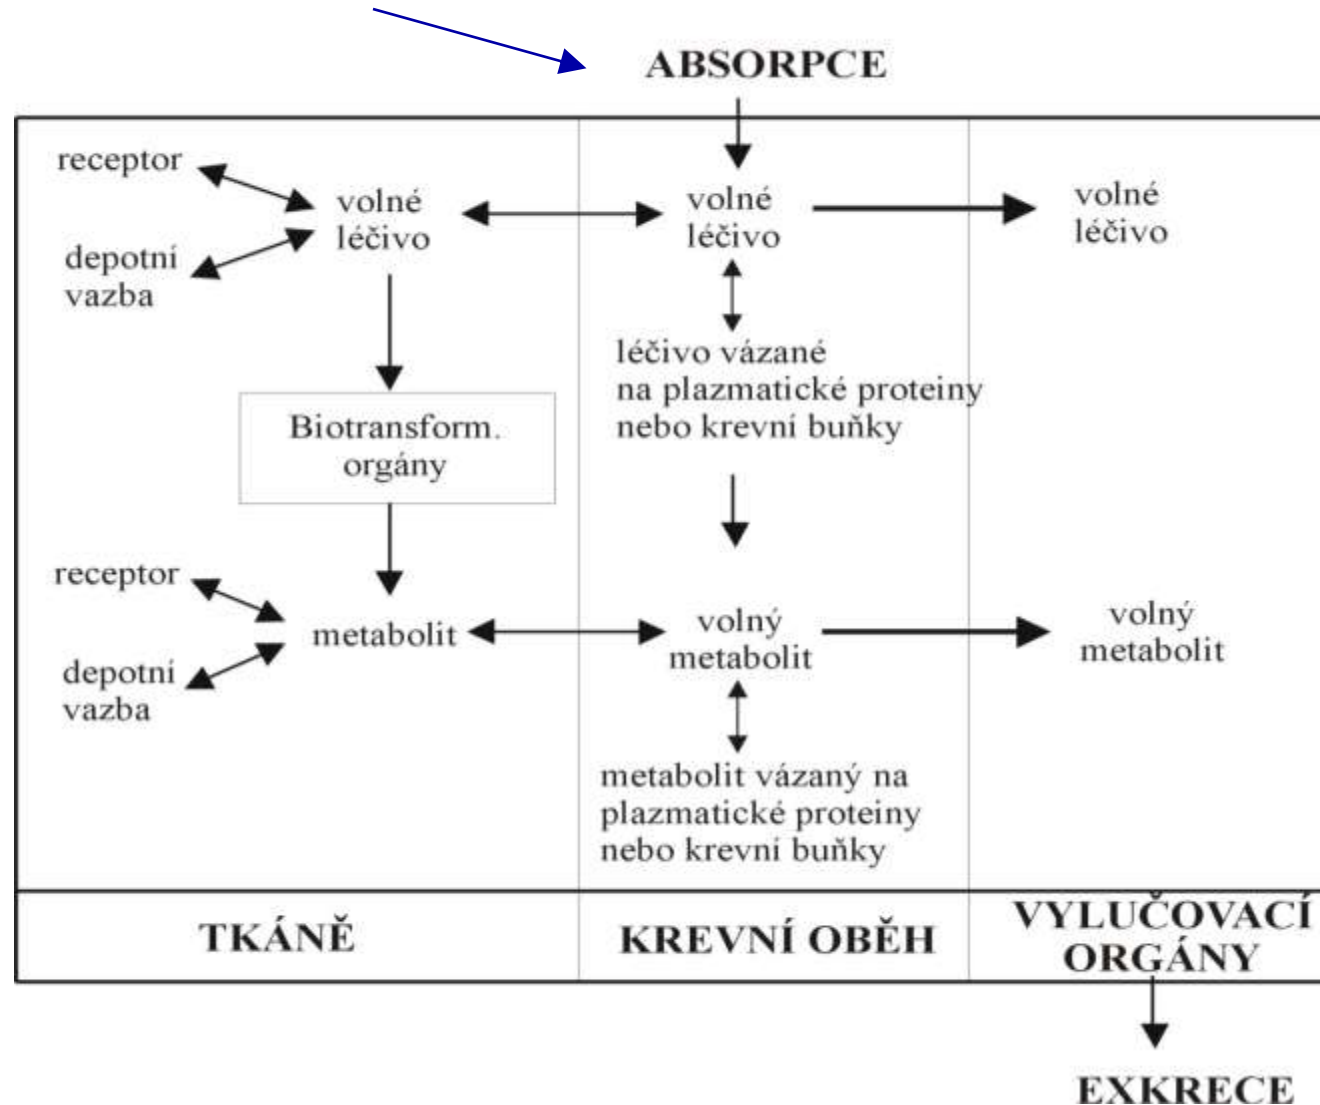 ABSORPCE
receptor
volné
léčivo
depotní
vazba
Biotransform.
orgány
receptor
metabolit
depotní
vazba
volné
léčivo
léčivo vázané
na plazmatické proteiny
nebo krevní buňky
volný
metabolit
metabolit vázaný na
plazmatické proteiny
nebo krevní buňky
volné
léčivo
volný
metabolit
TKÁNĚ
KREVNÍ OBĚH
VYLUČOVACÍ
ORGÁNY
EXKRECE